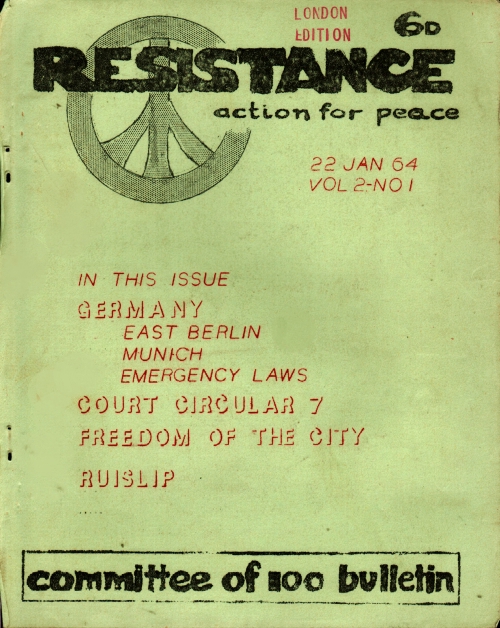 LONDON
EDITION
6D
RESISTANCE
action for peace
22 JAN 64
VOL 2-NO 1
IN THIS ISSUE
GERMANY
EAST BERLIN
MUNICH
EMERGENCY LAWS
COURT CIRCULAR 7
FREEDOM OF THE CITY
RUISLIP
committee of 100 bulletin